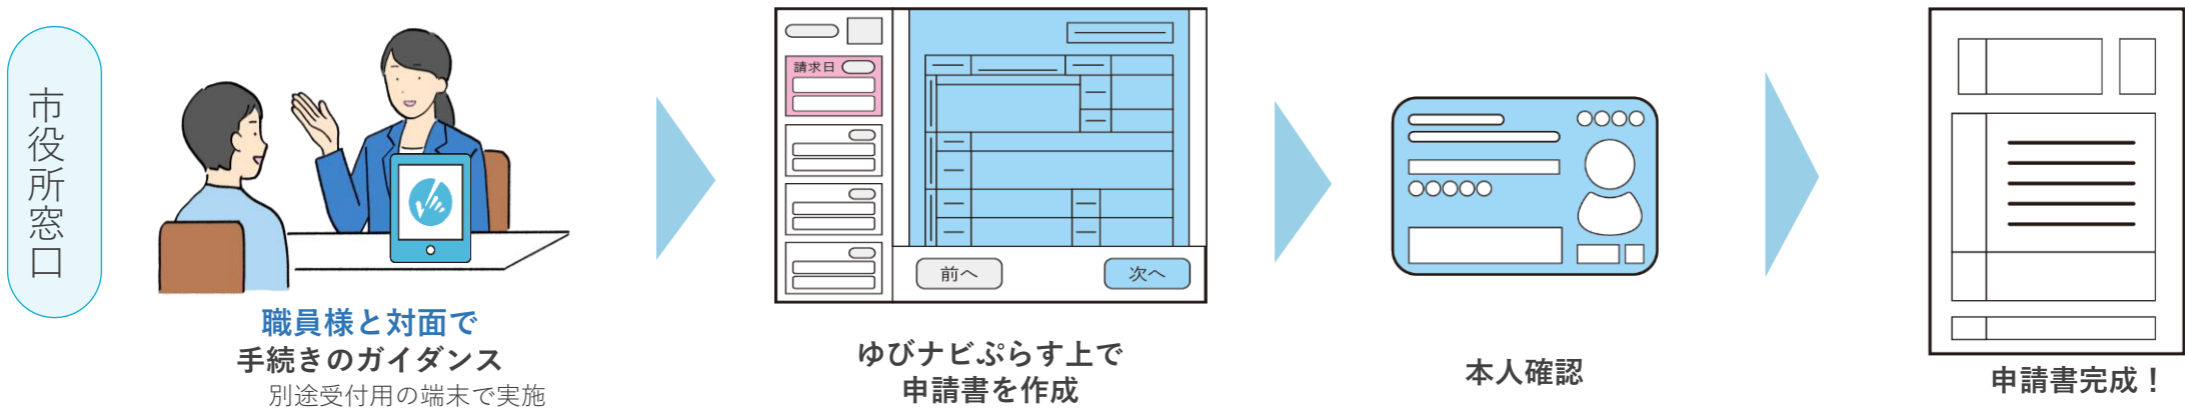 市役所窓口
職員様と対面で
手続きのガイダンス
別途受付用の端末で実施
請求日
前へ
次へ
ゆびナビぷらす上で
申請書を作成
本人確認
申請書完成！